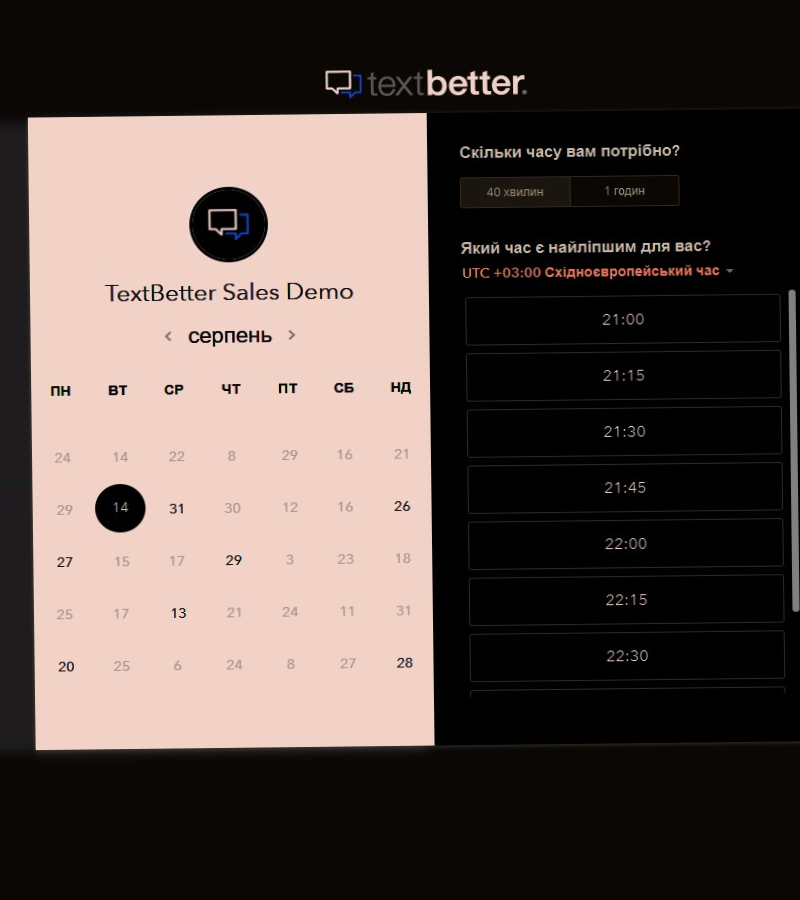 textbetter.
TextBetter Sales Demo
серпень
ПН ВТ СР ЧТ ПТ СБ НД
24 14 22 8 29 16 21
29 14 31 30 12 16 26
27 15 17 29 3 23 18
25 17 13 21 24 11 31
20 25 6 24 8 27 28
Скільки часу вам потрібно?
40 хвилин 1 годин
Який час є найліпшим для вас?
UTC +03:00 Східноєвропейський час
21:00
21:15
21:30
21:45
22:00
22:15
22:30